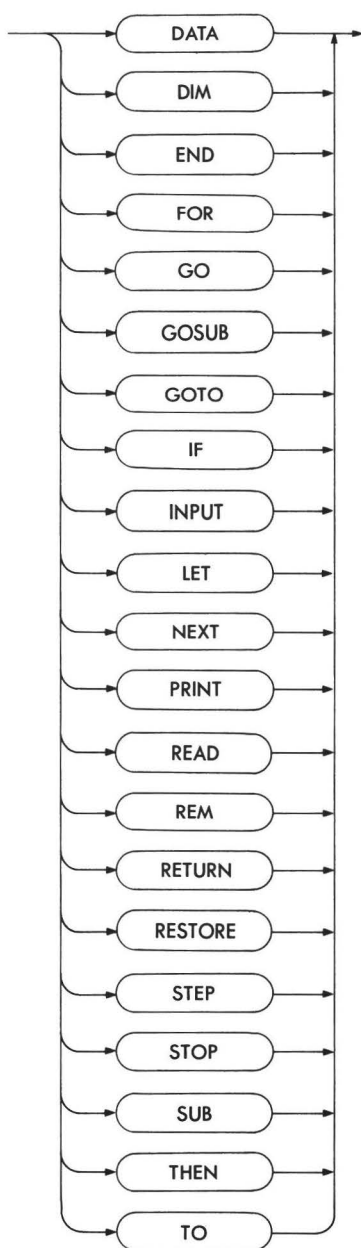 DATA
DIM
END
FOR
GO
GOSUB
GOTO
IF
INPUT
LET
NEXT
PRINT
READ
REM
RETURN
RESTORE
STEP
STOP
SUB
THEN
TO